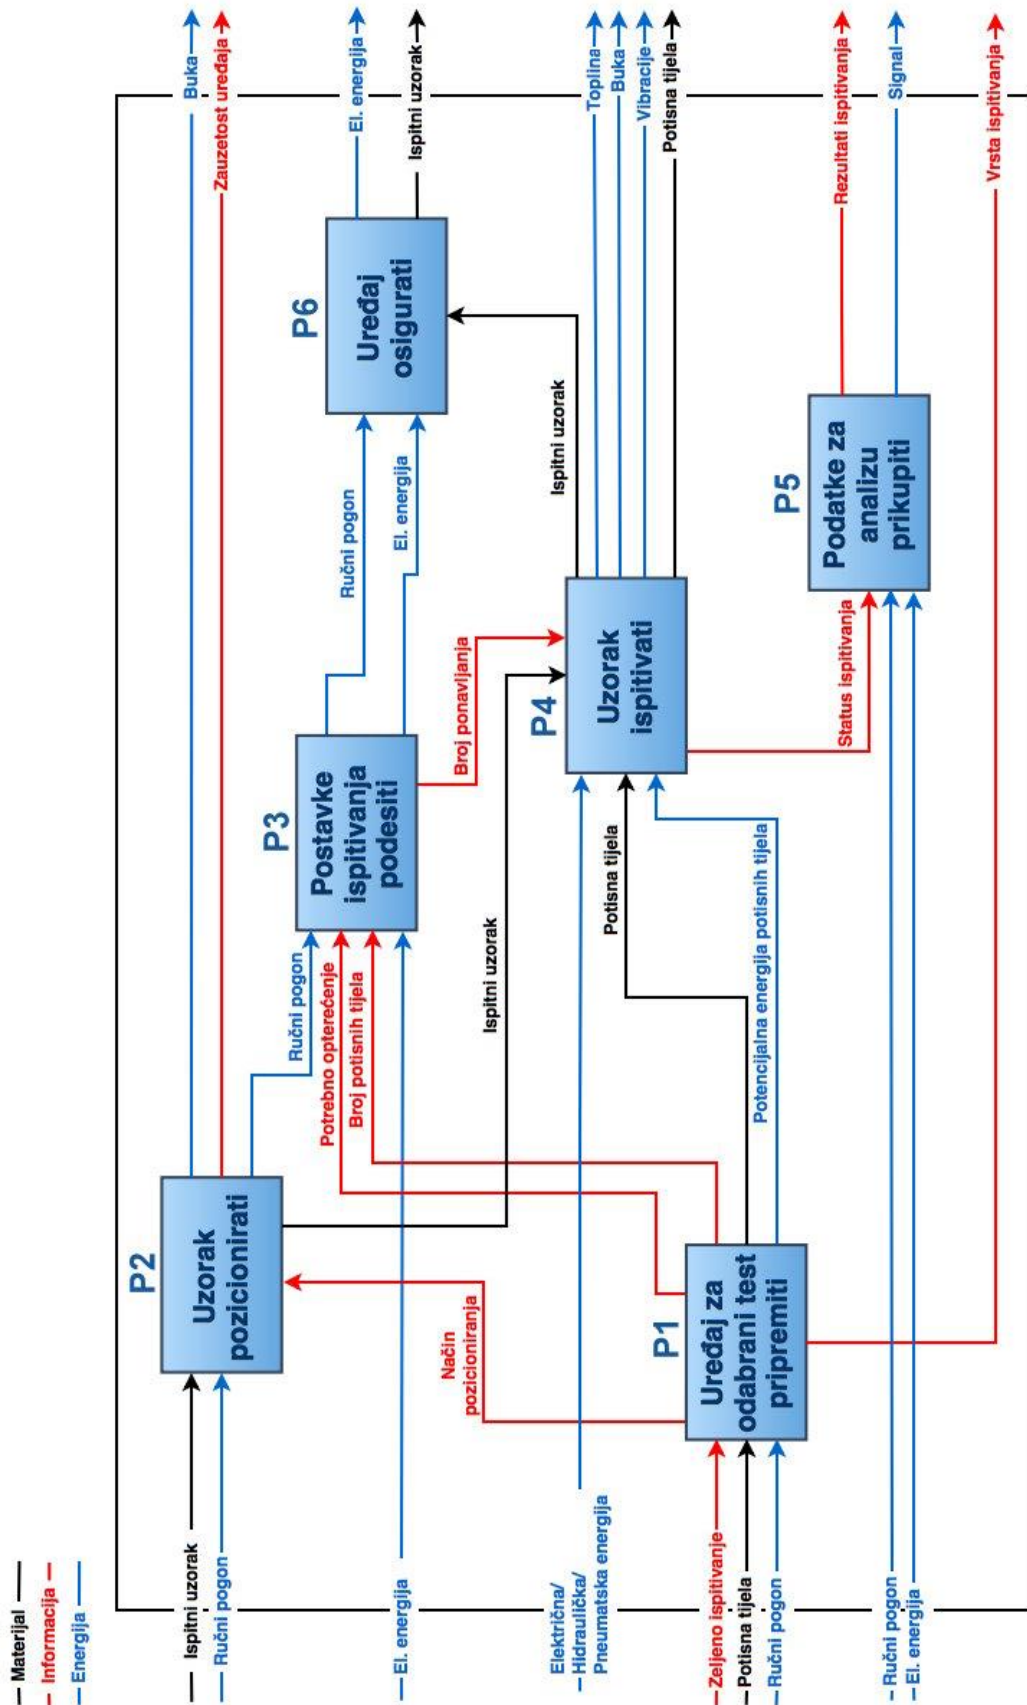 Materijal
Informacija
Energija
Ispitni uzorak
Ručni pogon
El. energija
Električna/
Hidraulička/
Pneumatska energija
Zeljeno ispitivanje
Potisna tijela
Ručni pogon
Ručni pogon
El. energija
P2
Uzorak
pozicionirati
Način
pozicioniranja
P1
Uređaj za
odabrani test
pripremiti
Ručni pogon
Potrebno opterećenje
Broj potisnih tijela
Ispitni uzorak
Potisna tijela
Potencijalna energija potisnih tijela
P3
Postavke
ispitivanja
podesiti
Broj ponavljanja
P4
Uzorak
ispitivati
Status ispitivanja
Ručni pogon
El. energija
Ispitni uzorak
P6
Uređaj
osigurati
P5
Podatke za
analizu
prikupiti
Buka
Zauzetost uređaja
El. energija
Ispitni uzorak
Toplina
Buka
Vibracije
Potisna tijela
Rezultati ispitivanja
Signal
Vrsta ispitivanja